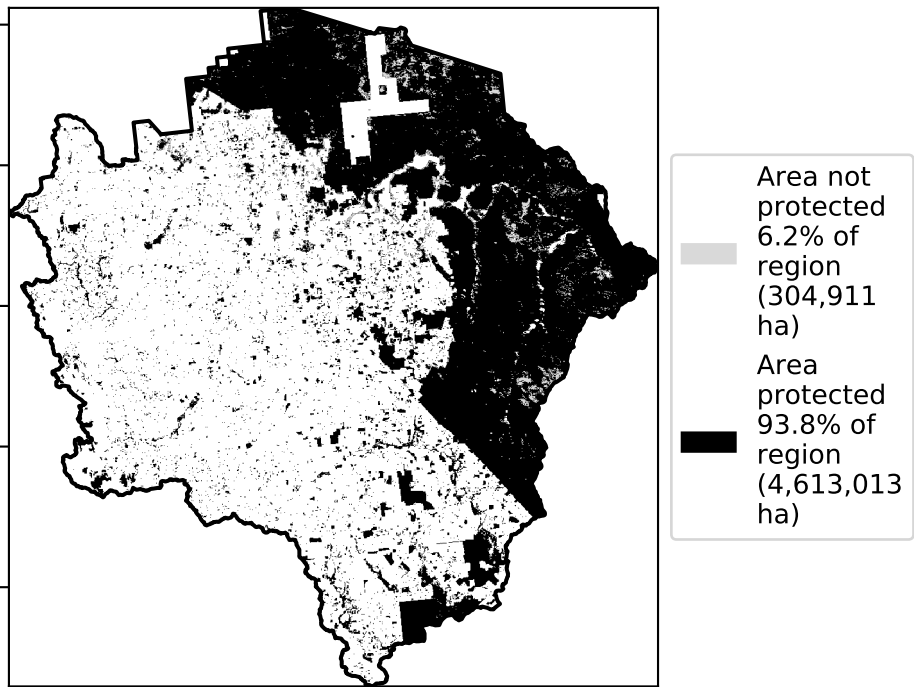 Area not
protected
6.2% of
region
(304,911
ha)
Area
protected
93.8% of
region
(4,613,013
ha)